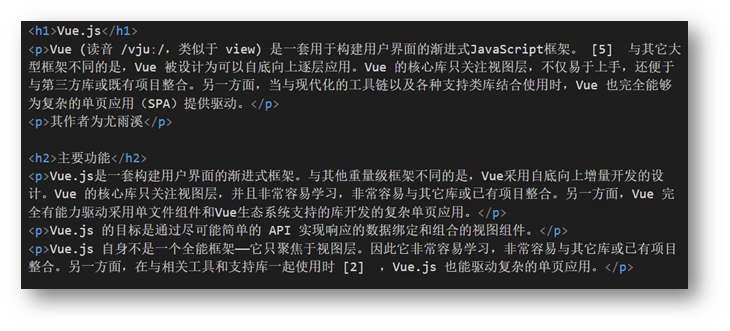 <h1>Vue.js</h1>
<p>Vue (读音 /vjuː/, 类似于 view) 是一套用于构建用户界面的渐进式JavaScript框架。 [5]  与其它大
型框架不同的是, Vue 被设计为可以自底向上逐层应用。Vue 的核心库只关注视图层, 不仅易于上手, 还便于
与第三方库或既有项目整合。另一方面, 当与现代化的工具链以及各种支持类库结合使用时, Vue 也完全能够
为复杂的单页应用 (SPA) 提供驱动。</p>
<p>其作者为尤雨溪</p>
<h2>主要功能</h2>
<p>Vue.js是一套构建用户界面的渐进式框架。与其他重量级框架不同的是, Vue采用自底向上增量开发的设
计。Vue 的核心库只关注视图层, 并且非常容易学习, 非常容易与其它库或已有项目整合。另一方面, Vue 完
全有能力驱动采用单文件组件和Vue生态系统支持的库开发的复杂单页应用。</p>
<p>Vue.js 的目标是通过尽可能简单的 API 实现响应的数据绑定和组合的视图组件。</p>
<p>Vue.js 自身不是一个全能框架——它只聚焦于视图层。因此它非常容易学习, 非常容易与其它库或已有项目
整合。另一方面, 在与相关工具和支持库一起使用时 [2]  , Vue.js 也能驱动复杂的单页应用。</p>